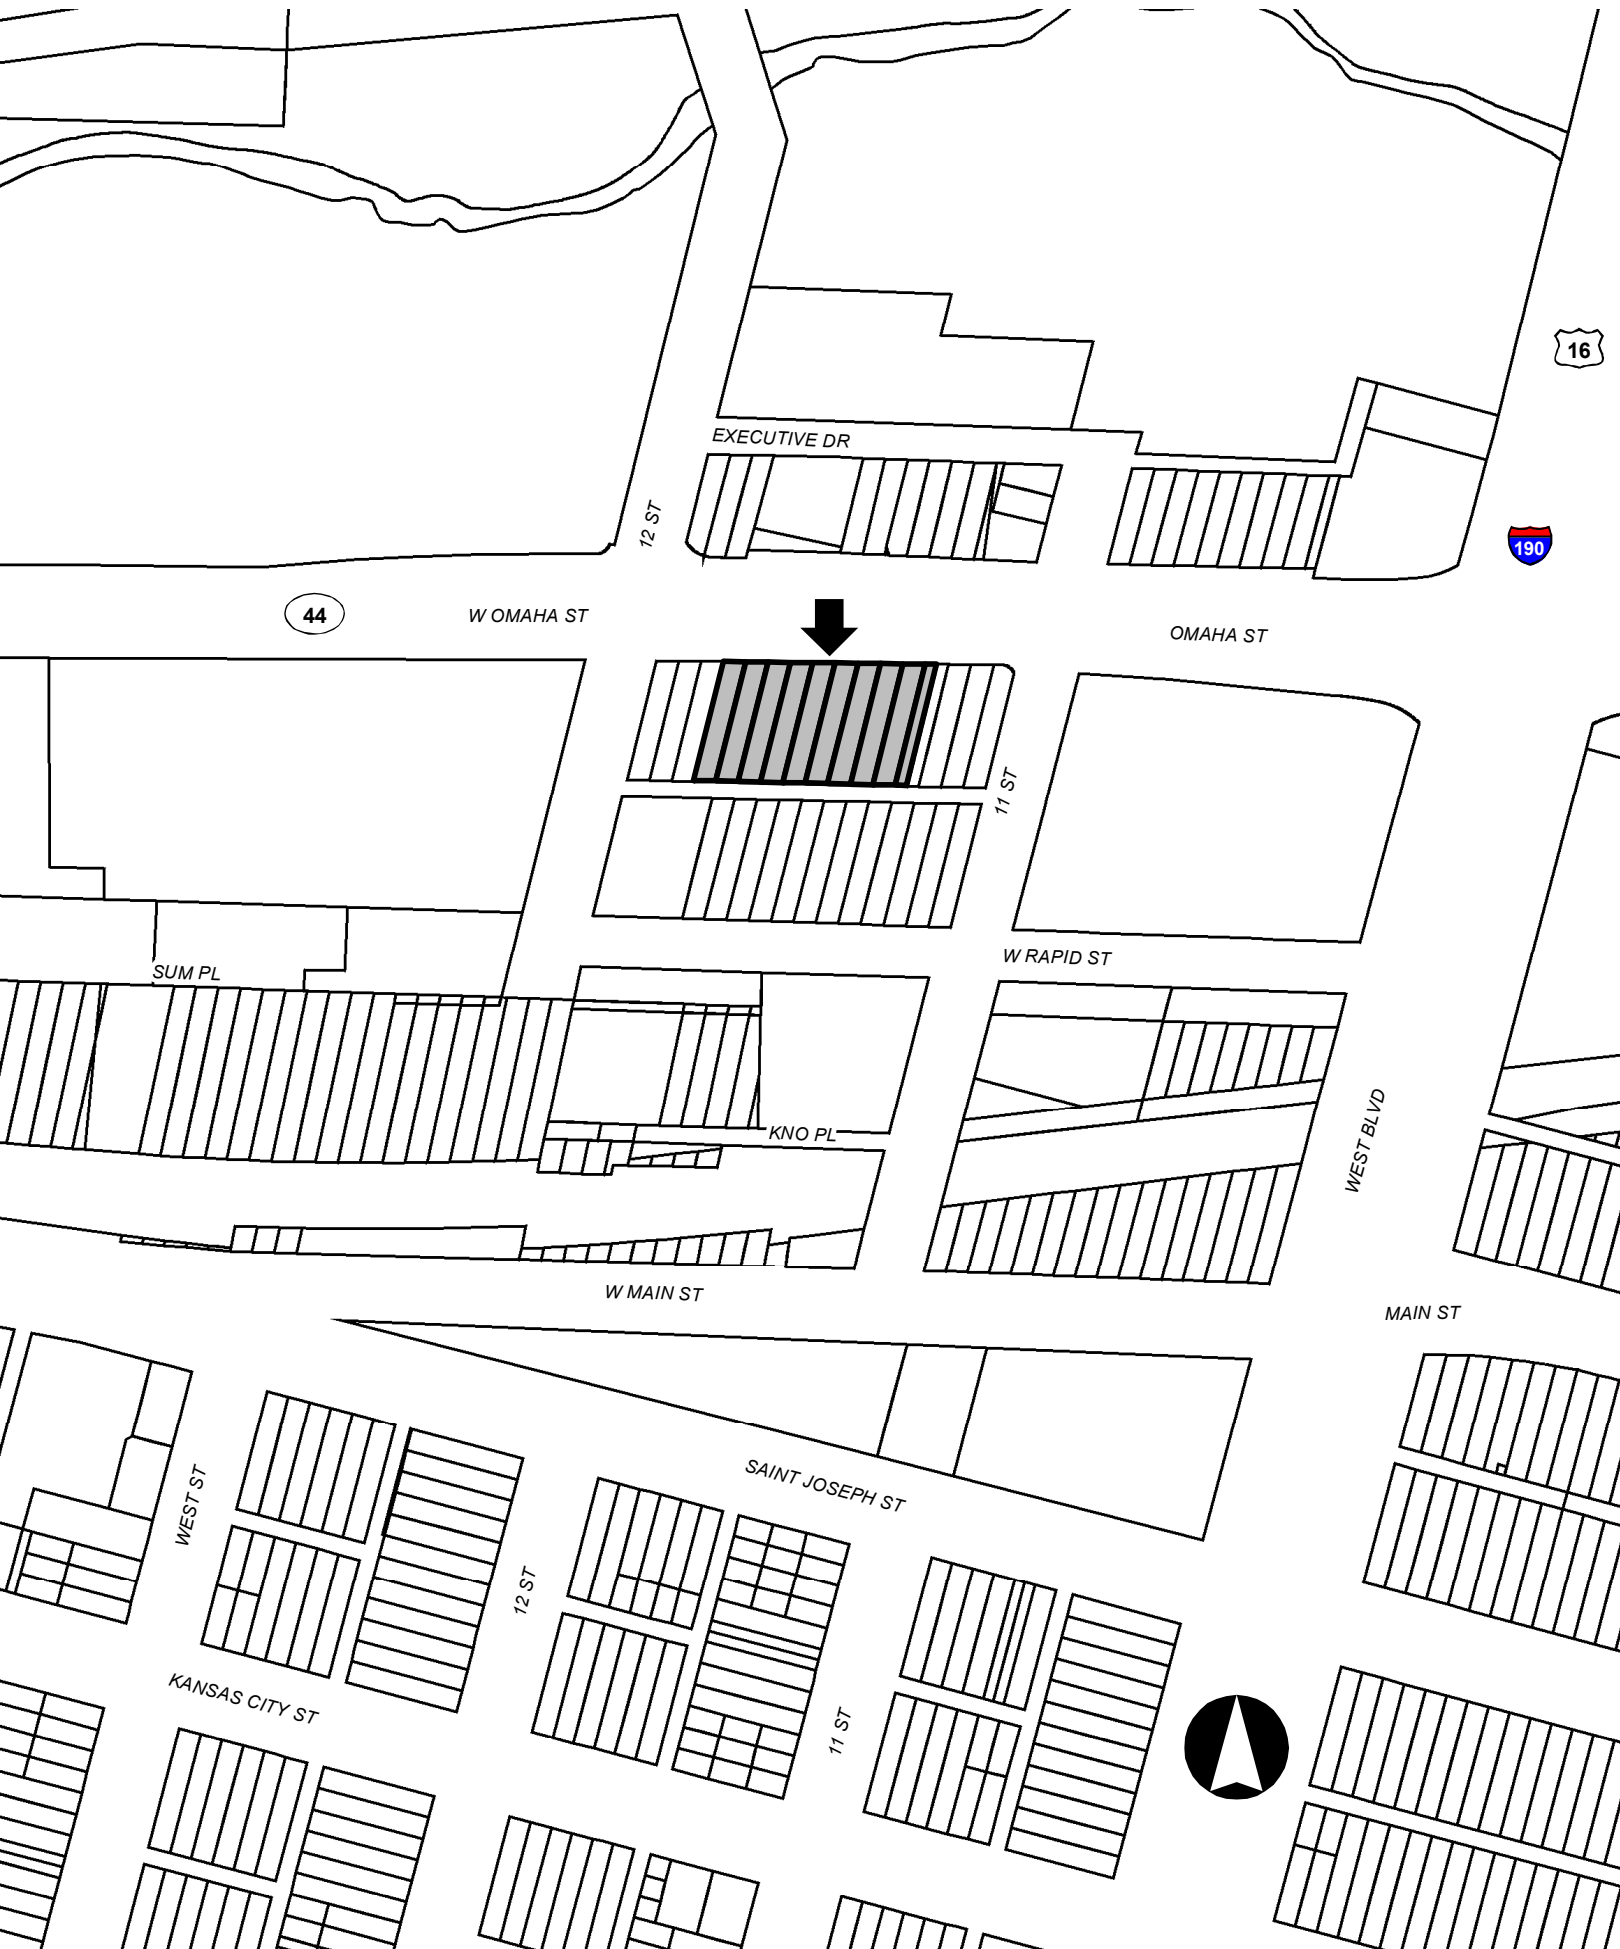 16
EXECUTIVE DR
12 ST
190
44
W OMAHA ST
OMAHA ST
11 ST
W RAPID ST
SUM PL
KNO PL
WEST BLVD
W MAIN ST
MAIN ST
SAINT JOSEPH ST
WEST ST
12 ST
KANSAS CITY ST
11 ST